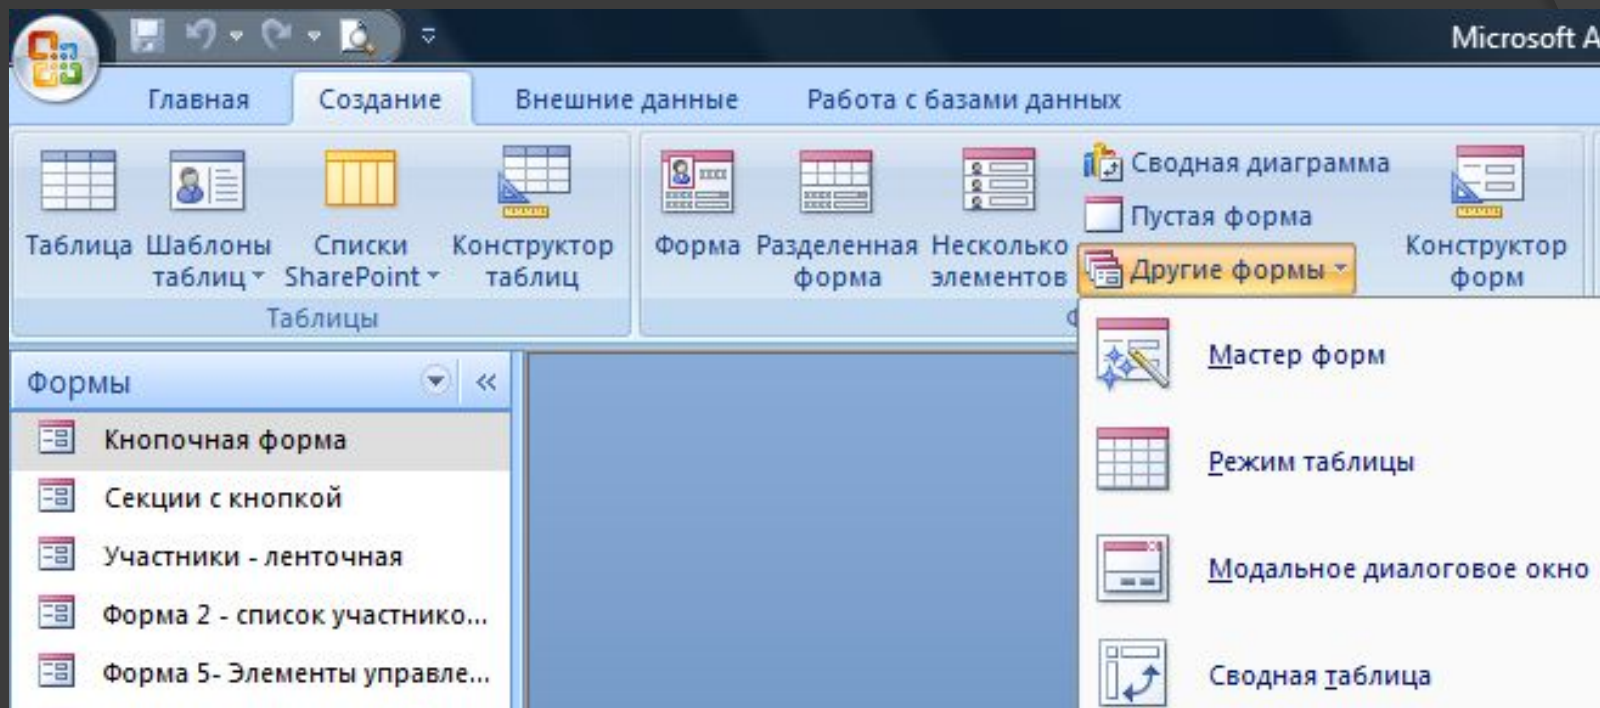 Microsoft A
Главная Создание Внешние данные Работа с базами данных
Таблица
Шаблоны
таблиц
Списки
SharePoint
Конструктор
таблиц
Таблицы
Форма
Разделенная
форма
Несколько
элементов
Сводная диаграмма
Пустая форма
Другие формы
Конструктор
форм
Мастер форм
Режим таблицы
Модальное диалоговое окно
Сводная таблица
Формы
Кнопочная форма
Секции с кнопкой
Участники - ленточная
Форма 2 - список участнико...
Форма 5- Элементы управле...